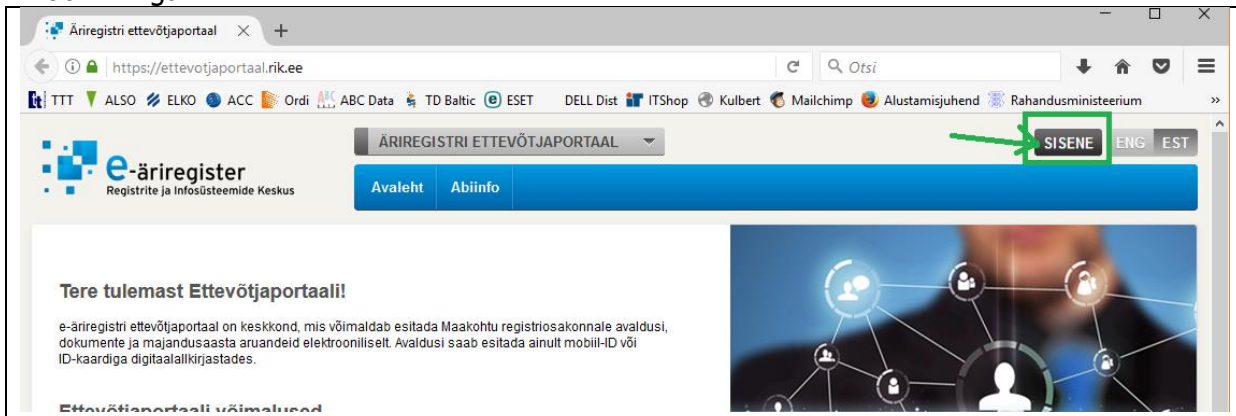 Äriregistri ettevõtjaportaal
https://ettevotjaportaal.rik.ee
Otsi
TTT ALSO ELKO ACC Ordi ABC Data TD Baltic ESET DELL Dist ITShop Kulbert Mailchimp Alustamisjuhend Rahandusministeerium »
ÄRIREGISTRI ETTEVÕTJAPORTAAL
SISENE ENG EST
e-äriregister
Registrite ja Infosüsteemide Keskus
Avaleht Abiinfo
Tere tulemast Ettevõtjaportaali!
e-äriregistri ettevõtjaportaal on keskkond, mis võimaldab esitada Maakohtu registriosakonnale avaldusi,
dokumente ja majandusaasta aruandeid elektrooniliselt. Avaldusi saab esitada ainult mobiil-ID või
ID-kaardiga digitaalallkirjastades.
Ettevõtjaportaali võimalused